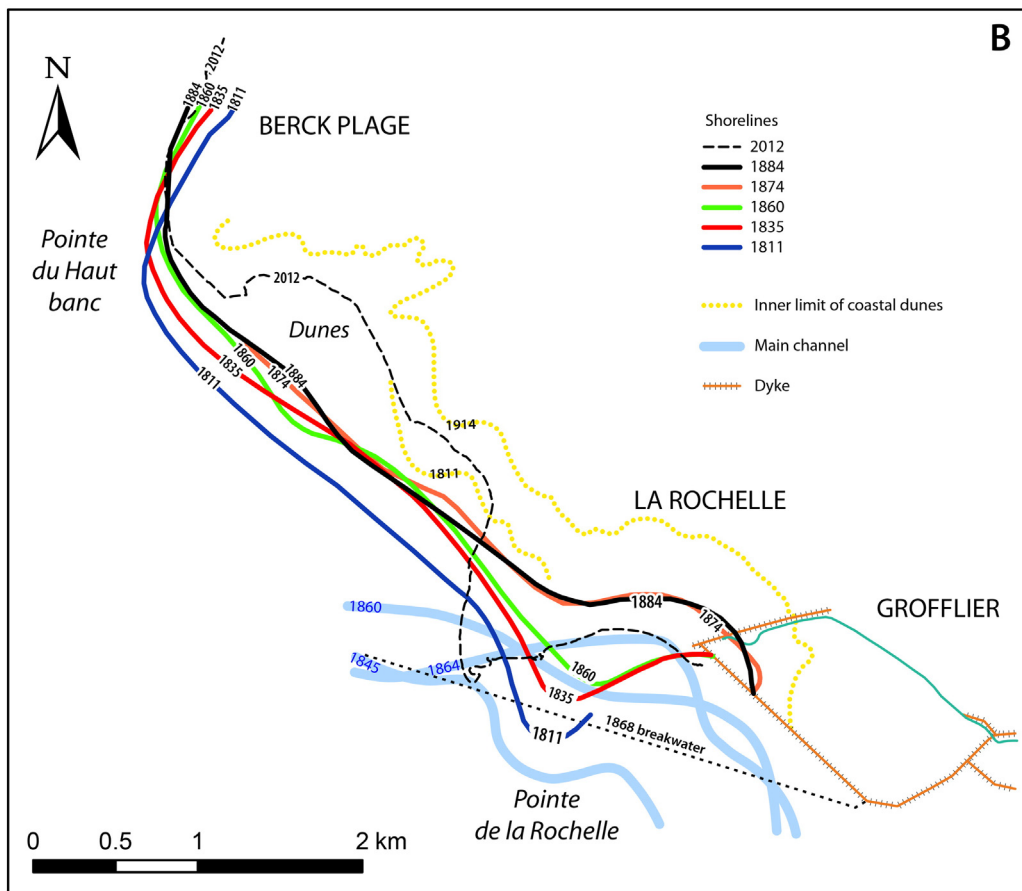 B
N
2012
1884
1860
1835
1811
BERCK PLAGE
Shorelines
2012
1884
1874
1860
1835
1811
Pointe
du Haut
banc
2012
Dunes
Inner limit of coastal dunes
Main channel
Dyke
1860
1835
1811
1874
1884
1914
1811
LA ROCHELLE
GROFFLIER
1860
1884
1874
1845
1864
1860
1835
1811
1868 breakwater
Pointe
de la Rochelle
0 0.5 1 2 km